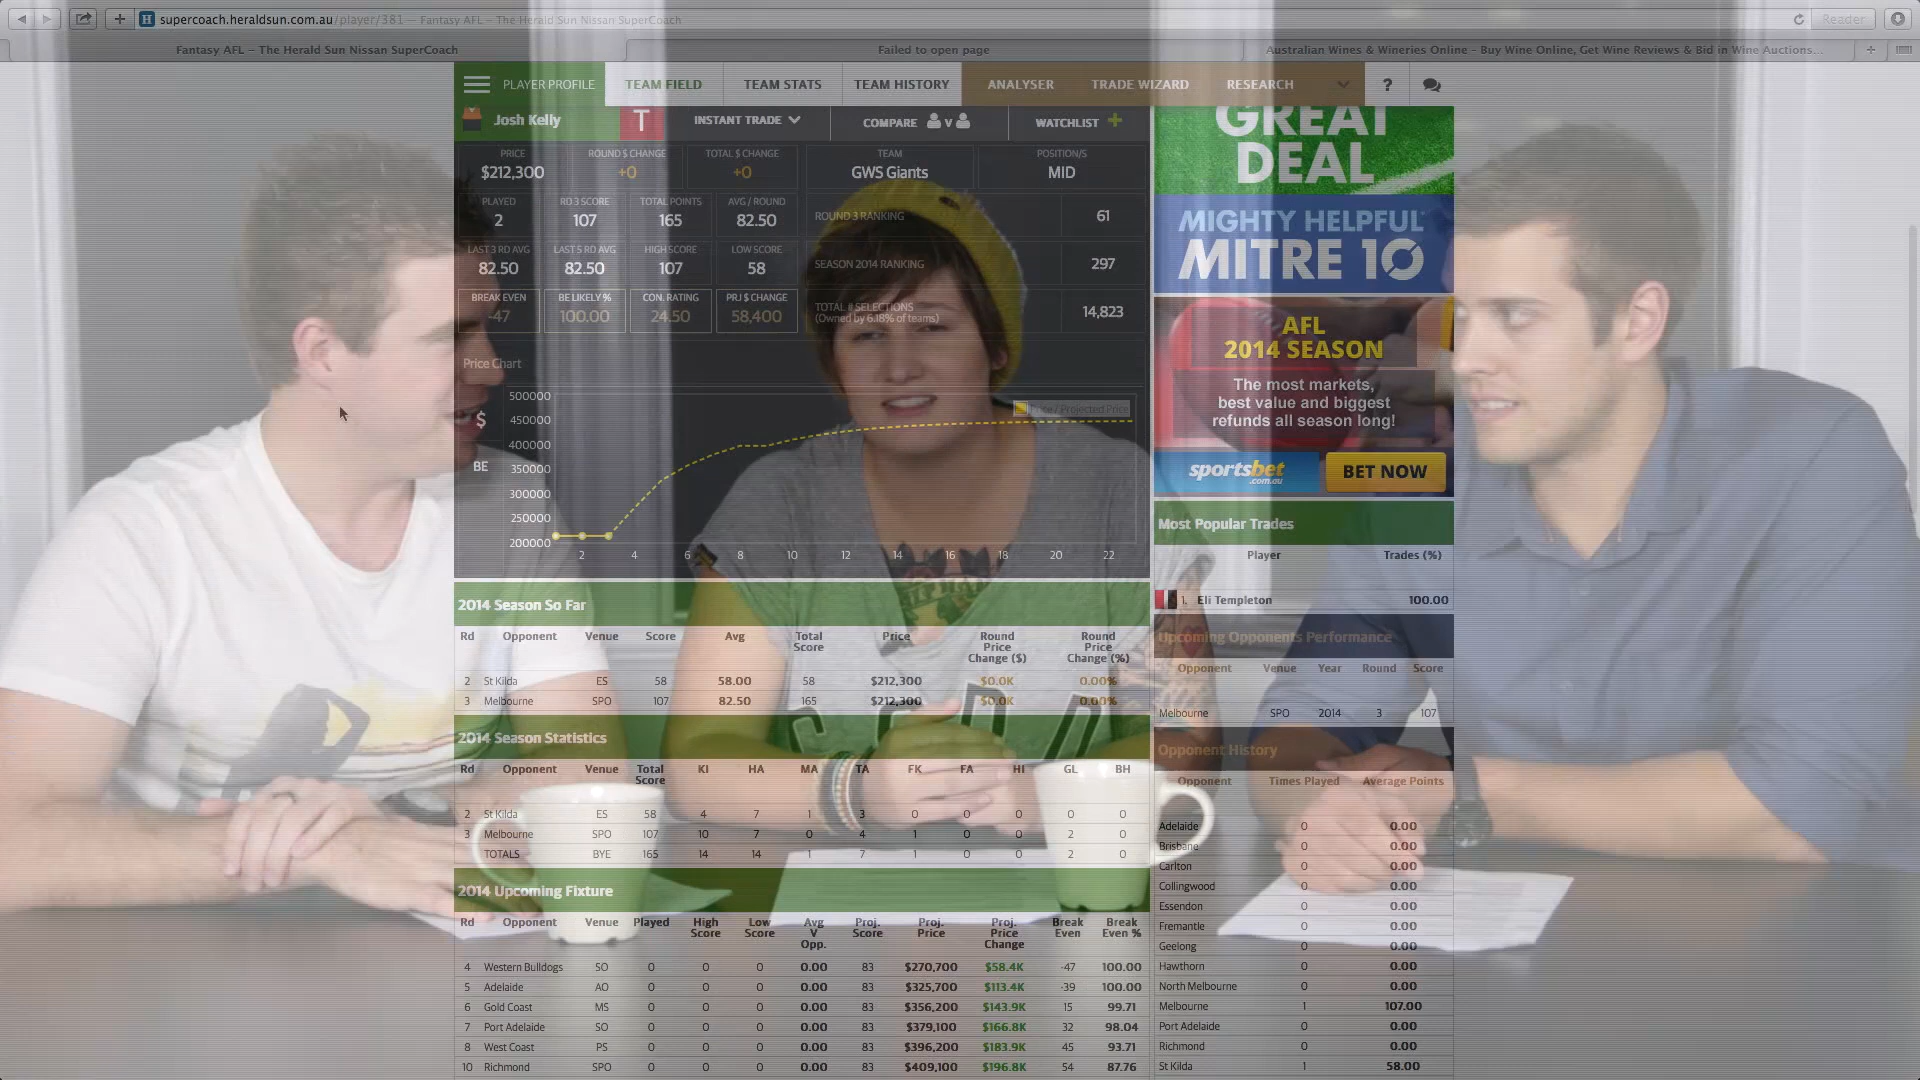 supercoach.heraldsun.com.au/player/381 — Fantasy AFL – The Herald Sun Nissan SuperCoach
Reader
Fantasy AFL – The Herald Sun Nissan SuperCoach
Failed to open page
Australian Wines & Wineries Online - Buy Wine Online, Get Wine Reviews & Bid in Wine Auctions...
PLAYER PROFILE TEAM FIELD TEAM STATS TEAM HISTORY ANALYSER TRADE WIZARD RESEARCH ?
Josh Kelly T INSTANT TRADE COMPARE V WATCHLIST
PRICE ROUND $ CHANGE TOTAL $ CHANGE TEAM POSITION/S
$212,300 +0 +0 GWS Giants MID
PLAYED RD 3 SCORE TOTAL POINTS AVG / ROUND
2 107 165 82.50 ROUND 3 RANKING 61
LAST 3 RD AVG LAST 5 RD AVG HIGH SCORE LOW SCORE
82.50 82.50 107 58 SEASON 2014 RANKING 297
BREAK EVEN BE LIKELY % CON. RATING PRJ $ CHANGE
-47 100.00 24.50 58,400
TOTAL # SELECTIONS
(Owned by 6.18% of teams) 14,823
Price Chart
Price / Projected Price
$
BE
500000
450000
400000
350000
300000
250000
200000
2 4 6 8 10 12 14 16 18 20 22
2014 Season So Far
Rd Opponent Venue Score Avg Total Score Price Round Price Change ($) Round Price Change (%)
2 St Kilda ES 58 58.00 58 $212,300 $0.0K 0.00%
3 Melbourne SPO 107 82.50 165 $212,300 $0.0K 0.00%
2014 Season Statistics
Rd Opponent Venue Total Score KI HA MA TA FK FA HI GL BH
2 St Kilda ES 58 4 7 1 3 0 0 0 0 0
3 Melbourne SPO 107 10 7 0 4 1 0 0 2 0
TOTALS BYE 165 14 14 1 7 1 0 0 2 0
2014 Upcoming Fixture
Rd Opponent Venue Played High Score Low Score Avg V Opp. Proj. Score Proj. Price Proj. Price Change Break Even Break Even %
4 Western Bulldogs SO 0 0 0 0.00 83 $270,700 $58.4K -47 100.00
5 Adelaide AO 0 0 0 0.00 83 $325,700 $113.4K -39 100.00
6 Gold Coast MS 0 0 0 0.00 83 $356,200 $143.9K 15 99.71
7 Port Adelaide SO 0 0 0 0.00 83 $379,100 $166.8K 32 98.04
8 West Coast PS 0 0 0 0.00 83 $396,200 $183.9K 45 93.71
10 Richmond SPO 0 0 0 0.00 83 $409,100 $196.8K 54 87.76
GREAT
DEAL
MIGHTY HELPFUL
MITRE 10
AFL
2014 SEASON
The most markets,
best value and biggest
refunds all season long!
sportsbet
.com.au
BET NOW
Most Popular Trades
Player Trades (%)
1. Eli Templeton 100.00
Upcoming Opponents Performance
Opponent Venue Year Round Score
Melbourne SPO 2014 3 107
Opponent History
Opponent Times Played Average Points
Adelaide 0 0.00
Brisbane 0 0.00
Carlton 0 0.00
Collingwood 0 0.00
Essendon 0 0.00
Fremantle 0 0.00
Geelong 0 0.00
Hawthorn 0 0.00
North Melbourne 0 0.00
Melbourne 1 107.00
Port Adelaide 0 0.00
Richmond 0 0.00
St Kilda 1 58.00